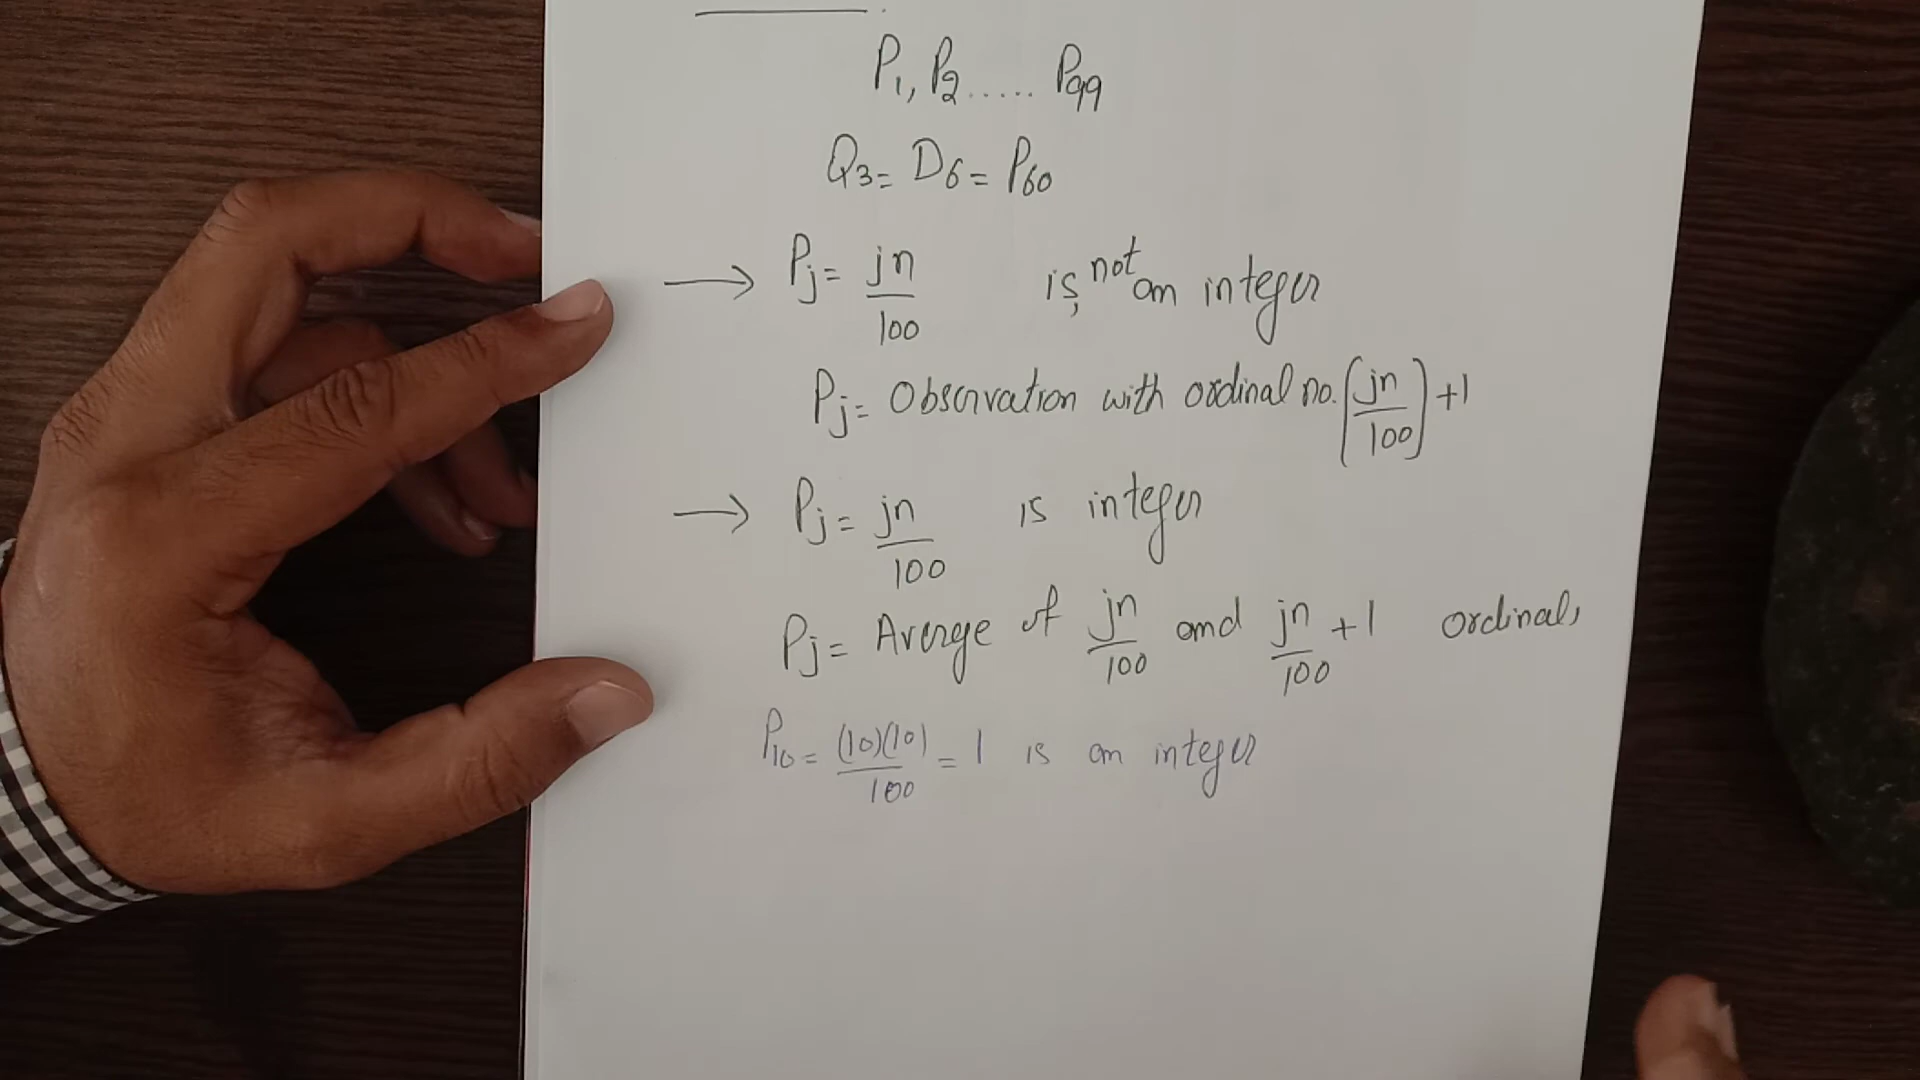 P1, P2 ..... P99
Q3 = D6 = P60
→ Pj = jn/100 is, not an integer
Pj = Observation with ordinal no. [jn/100] + 1
→ Pj = jn/100 is integer
Pj = Average of jn/100 and jn/100 + 1 ordinals
P10 = (10)(10)/100 = 1 is an integer